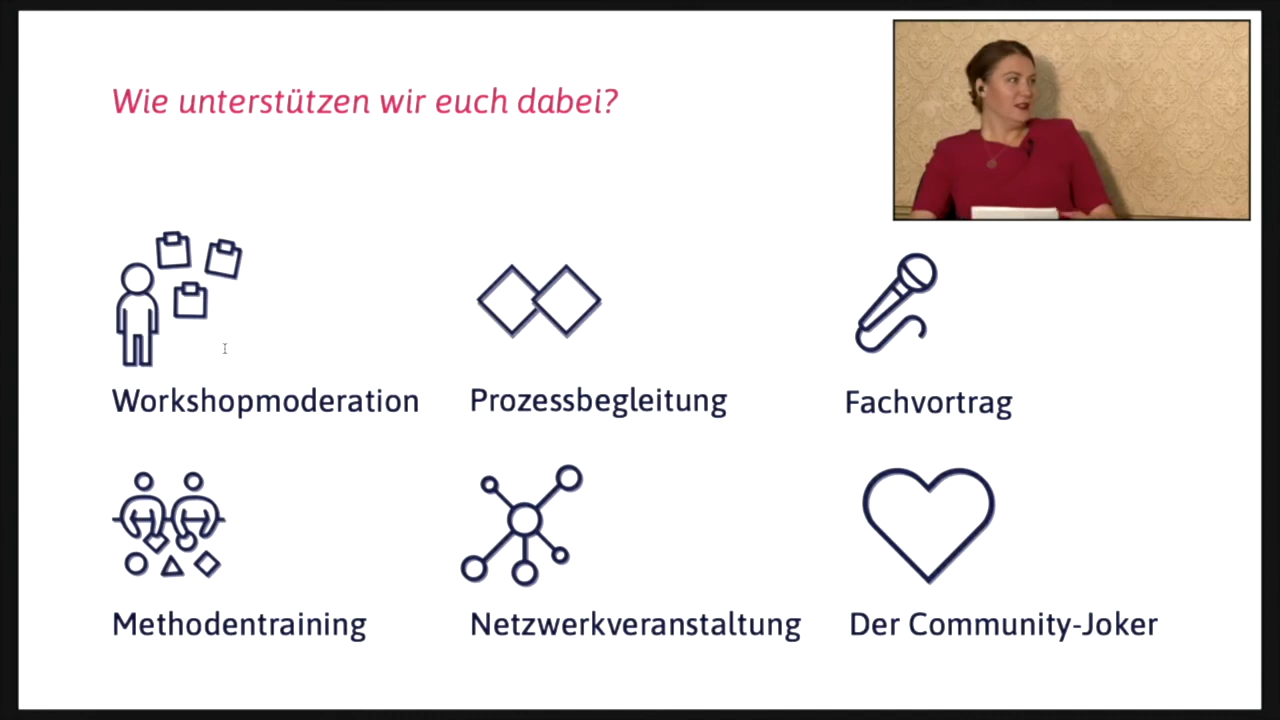 Wie unterstützen wir euch dabei?
Workshopmoderation
Prozessbegleitung
Fachvortrag
Methodentraining
Netzwerkveranstaltung
Der Community-Joker